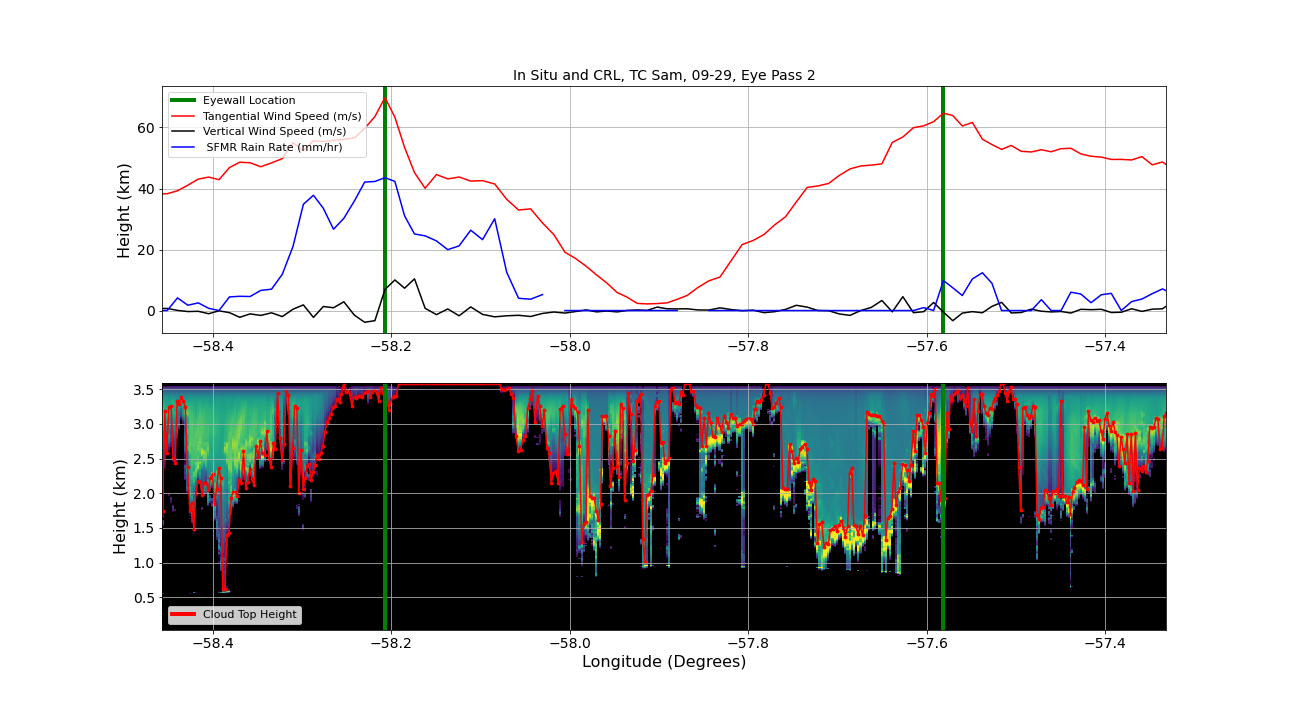 In Situ and CRL, TC Sam, 09-29, Eye Pass 2
Eyewall Location
Tangential Wind Speed (m/s)
Vertical Wind Speed (m/s)
SFMR Rain Rate (mm/hr)
Height (km)
60
40
20
0
−58.4 −58.2 −58.0 −57.8 −57.6 −57.4
Height (km)
3.5
3.0
2.5
2.0
1.5
1.0
0.5
Cloud Top Height
−58.4 −58.2 −58.0 −57.8 −57.6 −57.4
Longitude (Degrees)